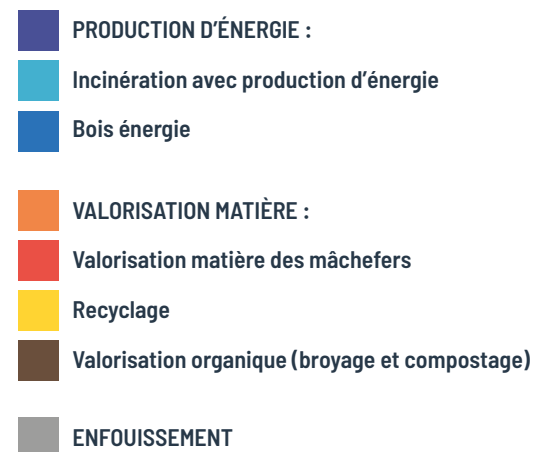 PRODUCTION D’ÉNERGIE :
Incinération avec production d’énergie
Bois énergie
VALORISATION MATIÈRE :
Valorisation matière des mâchefers
Recyclage
Valorisation organique (broyage et compostage)
ENFOUISSEMENT